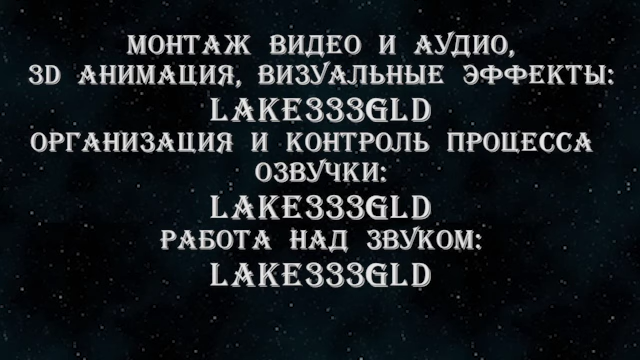 МОНТАЖ ВИДЕО И АУДИО,
3D АНИМАЦИЯ, ВИЗУАЛЬНЫЕ ЭФФЕКТЫ:
LAKE333GLD
ОРГАНИЗАЦИЯ И КОНТРОЛЬ ПРОЦЕССА
ОЗВУЧКИ:
LAKE333GLD
РАБОТА НАД ЗВУКОМ:
LAKE333GLD